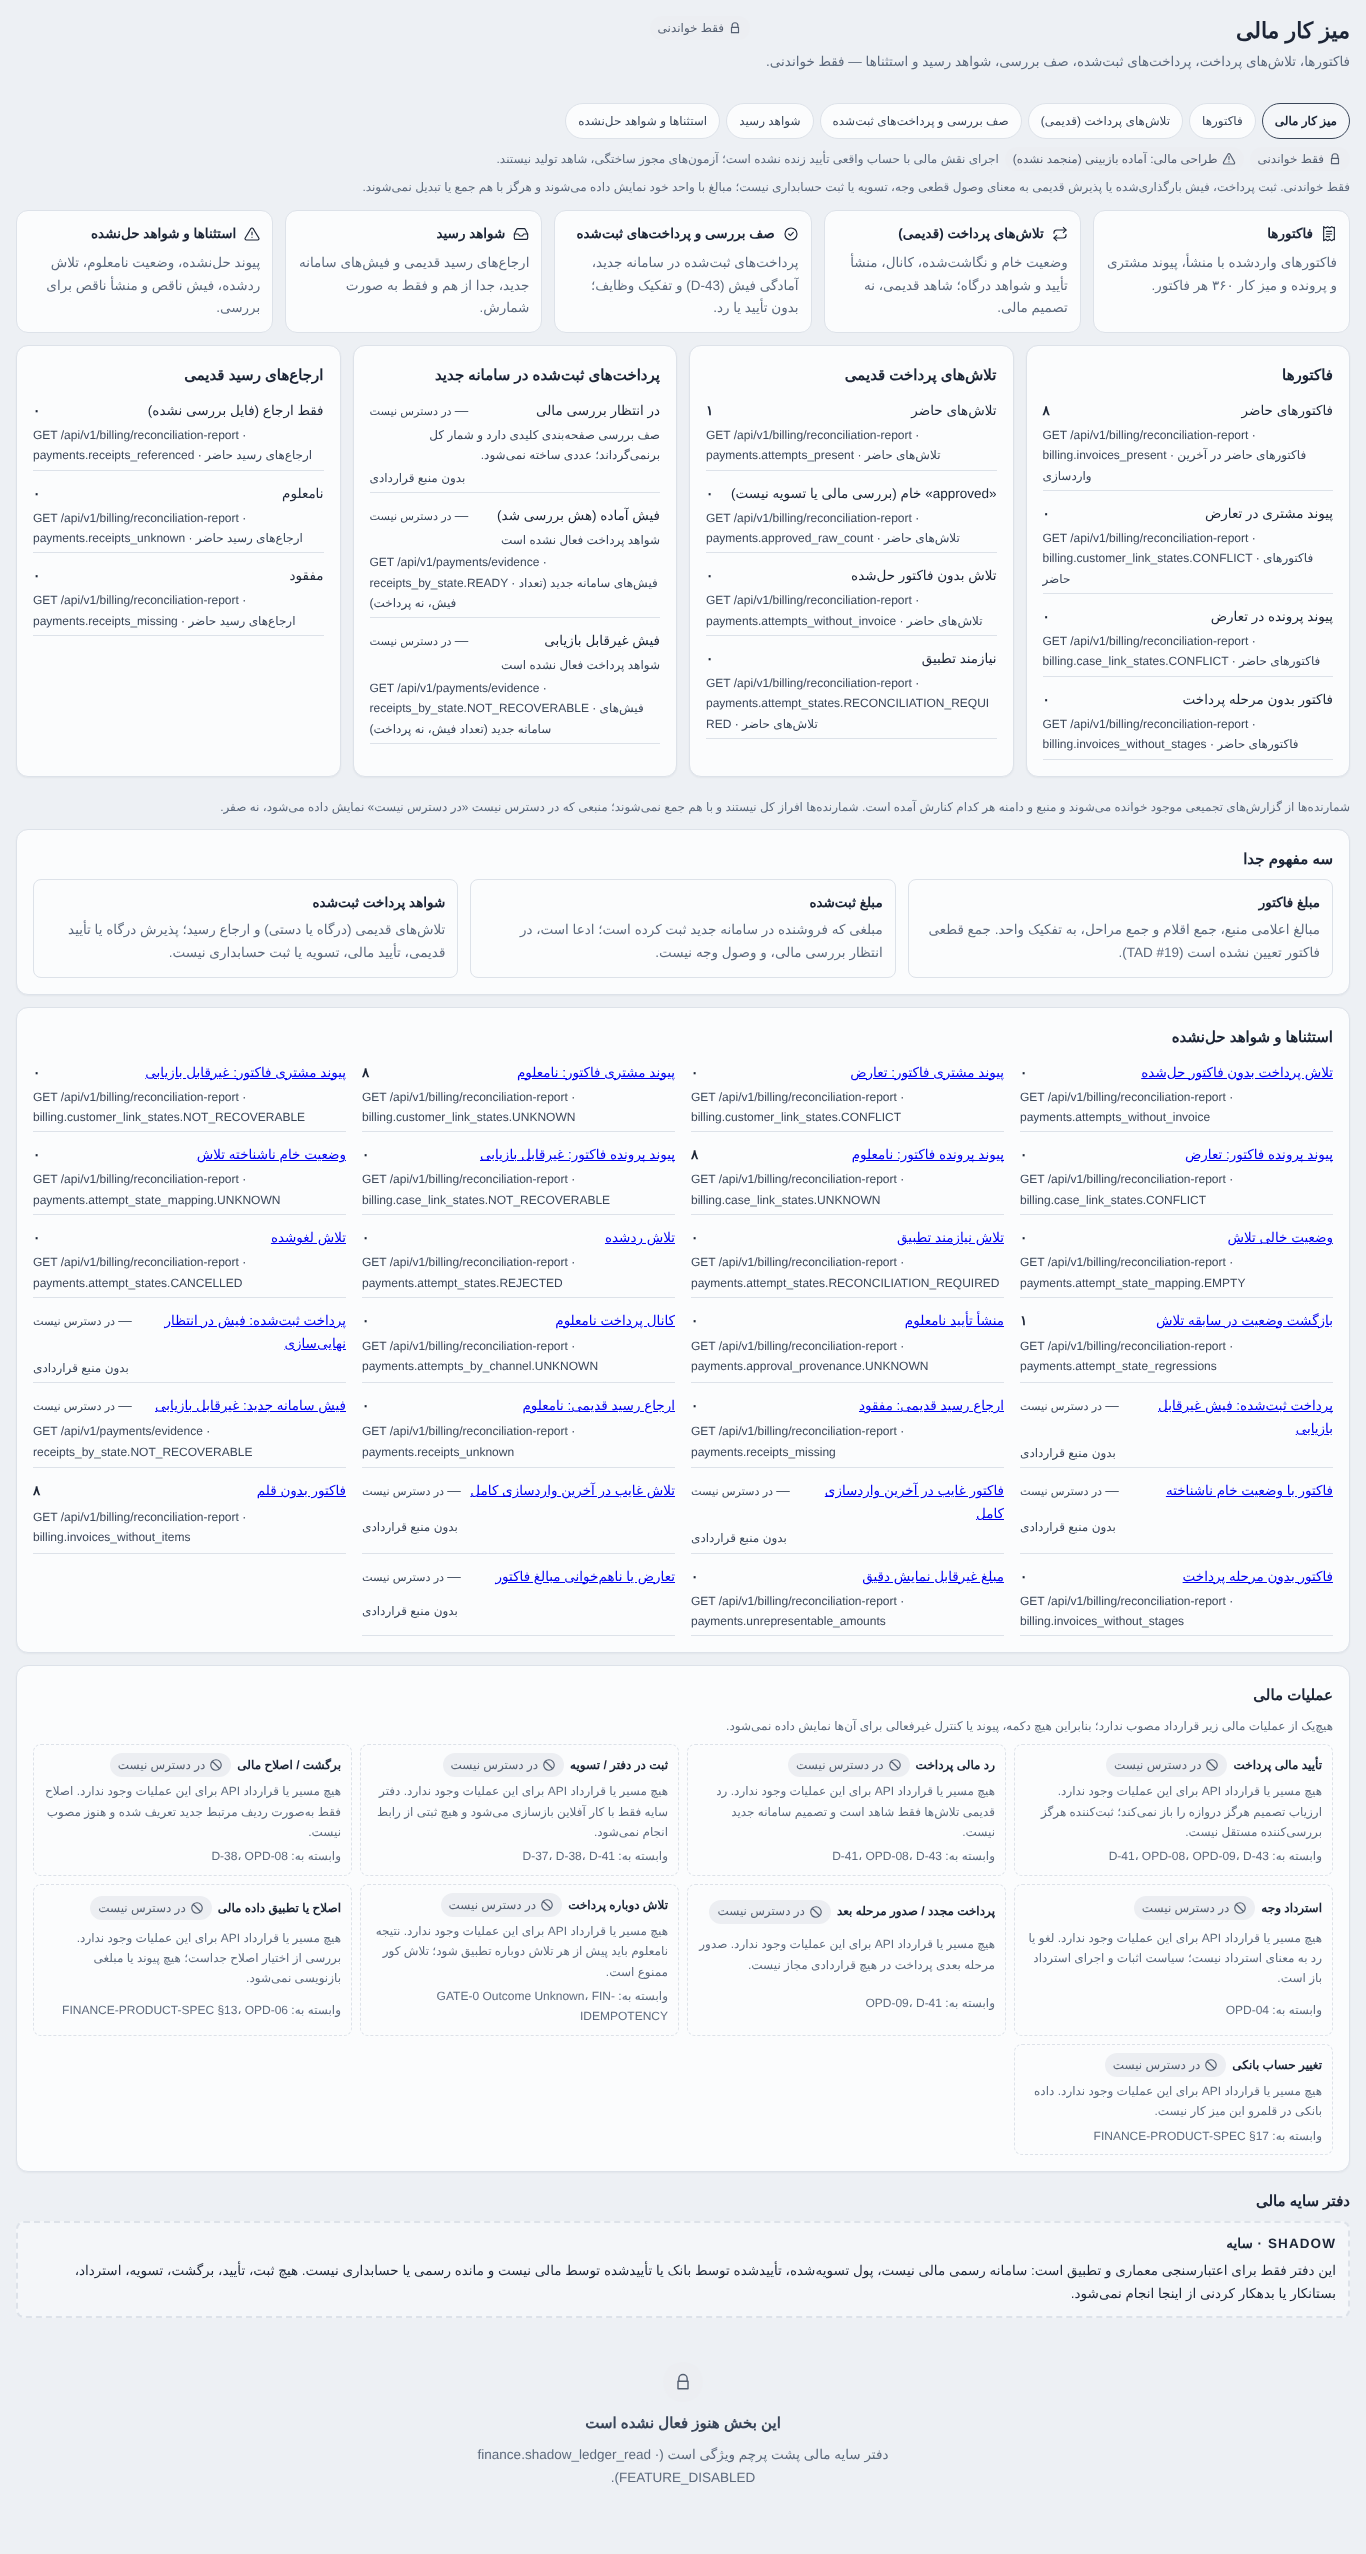 میز کار مالی
فقط خواندنی
فاکتورها، تلاش‌های پرداخت، پرداخت‌های ثبت‌شده، صف بررسی، شواهد رسید و استثناها — فقط خواندنی.
میز کار مالی
فاکتورها
تلاش‌های پرداخت (قدیمی)
صف بررسی و پرداخت‌های ثبت‌شده
شواهد رسید
استثناها و شواهد حل‌نشده
فقط خواندنی
طراحی مالی: آماده بازبینی (منجمد نشده)
اجرای نقش مالی با حساب واقعی تأیید زنده نشده است؛ آزمون‌های مجوز ساختگی، شاهد تولید نیستند.
فقط خواندنی. ثبت پرداخت، فیش بارگذاری‌شده یا پذیرش قدیمی به معنای وصول قطعی وجه، تسویه یا ثبت حسابداری نیست؛ مبالغ با واحد خود نمایش داده می‌شوند و هرگز با هم جمع یا تبدیل نمی‌شوند.
فاکتورها
فاکتورهای واردشده با منشأ، پیوند مشتری
و پرونده و میز کار ۳۶۰ هر فاکتور.
تلاش‌های پرداخت (قدیمی)
وضعیت خام و نگاشت‌شده، کانال، منشأ
تأیید و شواهد درگاه؛ شاهد قدیمی، نه
تصمیم مالی.
صف بررسی و پرداخت‌های ثبت‌شده
پرداخت‌های ثبت‌شده در سامانه جدید،
آمادگی فیش (D-43) و تفکیک وظایف؛
بدون تأیید یا رد.
شواهد رسید
ارجاع‌های رسید قدیمی و فیش‌های سامانه
جدید، جدا از هم و فقط به صورت
شمارش.
استثناها و شواهد حل‌نشده
پیوند حل‌نشده، وضعیت نامعلوم، تلاش
ردشده، فیش ناقص و منشأ ناقص برای
بررسی.
فاکتورها
فاکتورهای حاضر
۸
GET /api/v1/billing/reconciliation-report ·
billing.invoices_present · فاکتورهای حاضر در آخرین
واردسازی
پیوند مشتری در تعارض
۰
GET /api/v1/billing/reconciliation-report ·
billing.customer_link_states.CONFLICT · فاکتورهای
حاضر
پیوند پرونده در تعارض
۰
GET /api/v1/billing/reconciliation-report ·
billing.case_link_states.CONFLICT · فاکتورهای حاضر
فاکتور بدون مرحله پرداخت
۰
GET /api/v1/billing/reconciliation-report ·
billing.invoices_without_stages · فاکتورهای حاضر
تلاش‌های پرداخت قدیمی
تلاش‌های حاضر
۱
GET /api/v1/billing/reconciliation-report ·
payments.attempts_present · تلاش‌های حاضر
«approved» خام (بررسی مالی یا تسویه نیست)
۰
GET /api/v1/billing/reconciliation-report ·
payments.approved_raw_count · تلاش‌های حاضر
تلاش بدون فاکتور حل‌شده
۰
GET /api/v1/billing/reconciliation-report ·
payments.attempts_without_invoice · تلاش‌های حاضر
نیازمند تطبیق
۰
GET /api/v1/billing/reconciliation-report ·
payments.attempt_states.RECONCILIATION_REQUI
RED · تلاش‌های حاضر
پرداخت‌های ثبت‌شده در سامانه جدید
در انتظار بررسی مالی
— در دسترس نیست
صف بررسی صفحه‌بندی کلیدی دارد و شمار کل
برنمی‌گرداند؛ عددی ساخته نمی‌شود.
بدون منبع قراردادی
فیش آماده (هش بررسی شد)
— در دسترس نیست
شواهد پرداخت فعال نشده است
GET /api/v1/payments/evidence ·
receipts_by_state.READY · فیش‌های سامانه جدید (تعداد
فیش، نه پرداخت)
فیش غیرقابل بازیابی
— در دسترس نیست
شواهد پرداخت فعال نشده است
GET /api/v1/payments/evidence ·
receipts_by_state.NOT_RECOVERABLE · فیش‌های
سامانه جدید (تعداد فیش، نه پرداخت)
ارجاع‌های رسید قدیمی
فقط ارجاع (فایل بررسی نشده)
۰
GET /api/v1/billing/reconciliation-report ·
payments.receipts_referenced · ارجاع‌های رسید حاضر
نامعلوم
۰
GET /api/v1/billing/reconciliation-report ·
payments.receipts_unknown · ارجاع‌های رسید حاضر
مفقود
۰
GET /api/v1/billing/reconciliation-report ·
payments.receipts_missing · ارجاع‌های رسید حاضر
شمارنده‌ها از گزارش‌های تجمیعی موجود خوانده می‌شوند و منبع و دامنه هر کدام کنارش آمده است. شمارنده‌ها افراز کل نیستند و با هم جمع نمی‌شوند؛ منبعی که در دسترس نیست «در دسترس نیست» نمایش داده می‌شود، نه صفر.
سه مفهوم جدا
مبلغ فاکتور
مبالغ اعلامی منبع، جمع اقلام و جمع مراحل، به تفکیک واحد. جمع قطعی
فاکتور تعیین نشده است (TAD #19).
مبلغ ثبت‌شده
مبلغی که فروشنده در سامانه جدید ثبت کرده است؛ ادعا است، در
انتظار بررسی مالی، و وصول وجه نیست.
شواهد پرداخت ثبت‌شده
تلاش‌های قدیمی (درگاه یا دستی) و ارجاع رسید؛ پذیرش درگاه یا تأیید
قدیمی، تأیید مالی، تسویه یا ثبت حسابداری نیست.
استثناها و شواهد حل‌نشده
تلاش پرداخت بدون فاکتور حل‌شده
۰
GET /api/v1/billing/reconciliation-report ·
payments.attempts_without_invoice
پیوند مشتری فاکتور: تعارض
۰
GET /api/v1/billing/reconciliation-report ·
billing.customer_link_states.CONFLICT
پیوند مشتری فاکتور: نامعلوم
۸
GET /api/v1/billing/reconciliation-report ·
billing.customer_link_states.UNKNOWN
پیوند مشتری فاکتور: غیرقابل بازیابی
۰
GET /api/v1/billing/reconciliation-report ·
billing.customer_link_states.NOT_RECOVERABLE
پیوند پرونده فاکتور: تعارض
۰
GET /api/v1/billing/reconciliation-report ·
billing.case_link_states.CONFLICT
پیوند پرونده فاکتور: نامعلوم
۸
GET /api/v1/billing/reconciliation-report ·
billing.case_link_states.UNKNOWN
پیوند پرونده فاکتور: غیرقابل بازیابی
۰
GET /api/v1/billing/reconciliation-report ·
billing.case_link_states.NOT_RECOVERABLE
وضعیت خام ناشناخته تلاش
۰
GET /api/v1/billing/reconciliation-report ·
payments.attempt_state_mapping.UNKNOWN
وضعیت خالی تلاش
۰
GET /api/v1/billing/reconciliation-report ·
payments.attempt_state_mapping.EMPTY
تلاش نیازمند تطبیق
۰
GET /api/v1/billing/reconciliation-report ·
payments.attempt_states.RECONCILIATION_REQUIRED
تلاش ردشده
۰
GET /api/v1/billing/reconciliation-report ·
payments.attempt_states.REJECTED
تلاش لغوشده
۰
GET /api/v1/billing/reconciliation-report ·
payments.attempt_states.CANCELLED
بازگشت وضعیت در سابقه تلاش
۱
GET /api/v1/billing/reconciliation-report ·
payments.attempt_state_regressions
منشأ تأیید نامعلوم
۰
GET /api/v1/billing/reconciliation-report ·
payments.approval_provenance.UNKNOWN
کانال پرداخت نامعلوم
۰
GET /api/v1/billing/reconciliation-report ·
payments.attempts_by_channel.UNKNOWN
پرداخت ثبت‌شده: فیش در انتظار
نهایی‌سازی
— در دسترس نیست
بدون منبع قراردادی
پرداخت ثبت‌شده: فیش غیرقابل
بازیابی
— در دسترس نیست
بدون منبع قراردادی
ارجاع رسید قدیمی: مفقود
۰
GET /api/v1/billing/reconciliation-report ·
payments.receipts_missing
ارجاع رسید قدیمی: نامعلوم
۰
GET /api/v1/billing/reconciliation-report ·
payments.receipts_unknown
فیش سامانه جدید: غیرقابل بازیابی
— در دسترس نیست
GET /api/v1/payments/evidence ·
receipts_by_state.NOT_RECOVERABLE
فاکتور با وضعیت خام ناشناخته
— در دسترس نیست
بدون منبع قراردادی
فاکتور غایب در آخرین واردسازی
کامل
— در دسترس نیست
بدون منبع قراردادی
تلاش غایب در آخرین واردسازی کامل
— در دسترس نیست
بدون منبع قراردادی
فاکتور بدون قلم
۸
GET /api/v1/billing/reconciliation-report ·
billing.invoices_without_items
فاکتور بدون مرحله پرداخت
۰
GET /api/v1/billing/reconciliation-report ·
billing.invoices_without_stages
مبلغ غیرقابل نمایش دقیق
۰
GET /api/v1/billing/reconciliation-report ·
payments.unrepresentable_amounts
تعارض یا ناهم‌خوانی مبالغ فاکتور
— در دسترس نیست
بدون منبع قراردادی
عملیات مالی
هیچ‌یک از عملیات مالی زیر قرارداد مصوب ندارد؛ بنابراین هیچ دکمه، پیوند یا کنترل غیرفعالی برای آن‌ها نمایش داده نمی‌شود.
تأیید مالی پرداخت
در دسترس نیست
هیچ مسیر یا قرارداد API برای این عملیات وجود ندارد.
ارزیاب تصمیم هرگز دروازه را باز نمی‌کند؛ ثبت‌کننده هرگز
بررسی‌کننده مستقل نیست.
وابسته به: D-41، OPD-08، OPD-09، D-43
رد مالی پرداخت
در دسترس نیست
هیچ مسیر یا قرارداد API برای این عملیات وجود ندارد. رد
قدیمی تلاش‌ها فقط شاهد است و تصمیم سامانه جدید
نیست.
وابسته به: D-41، OPD-08، D-43
ثبت در دفتر / تسویه
در دسترس نیست
هیچ مسیر یا قرارداد API برای این عملیات وجود ندارد. دفتر
سایه فقط با کار آفلاین بازسازی می‌شود و هیچ ثبتی از رابط
انجام نمی‌شود.
وابسته به: D-37، D-38، D-41
برگشت / اصلاح مالی
در دسترس نیست
هیچ مسیر یا قرارداد API برای این عملیات وجود ندارد. اصلاح
فقط به‌صورت ردیف مرتبط جدید تعریف شده و هنوز مصوب
نیست.
وابسته به: D-38، OPD-08
استرداد وجه
در دسترس نیست
هیچ مسیر یا قرارداد API برای این عملیات وجود ندارد. لغو یا
رد به معنای استرداد نیست؛ سیاست اثبات و اجرای استرداد
باز است.
وابسته به: OPD-04
پرداخت مجدد / صدور مرحله بعد
در دسترس نیست
هیچ مسیر یا قرارداد API برای این عملیات وجود ندارد. صدور
مرحله بعدی پرداخت در هیچ قراردادی مجاز نیست.
وابسته به: OPD-09، D-41
تلاش دوباره پرداخت
در دسترس نیست
هیچ مسیر یا قرارداد API برای این عملیات وجود ندارد. نتیجه
نامعلوم باید پیش از هر تلاش دوباره تطبیق شود؛ تلاش کور
ممنوع است.
وابسته به: GATE-0 Outcome Unknown، FIN-
IDEMPOTENCY
اصلاح یا تطبیق داده مالی
در دسترس نیست
هیچ مسیر یا قرارداد API برای این عملیات وجود ندارد.
بررسی از اختیار اصلاح جداست؛ هیچ پیوند یا مبلغی
بازنویسی نمی‌شود.
وابسته به: FINANCE-PRODUCT-SPEC §13، OPD-06
تغییر حساب بانکی
در دسترس نیست
هیچ مسیر یا قرارداد API برای این عملیات وجود ندارد. داده
بانکی در قلمرو این میز کار نیست.
وابسته به: FINANCE-PRODUCT-SPEC §17
دفتر سایه مالی
SHADOW · سایه
این دفتر فقط برای اعتبارسنجی معماری و تطبیق است: سامانه رسمی مالی نیست، پول تسویه‌شده، تأییدشده توسط بانک یا تأییدشده توسط مالی نیست و مانده رسمی یا حسابداری نیست. هیچ ثبت، تأیید، برگشت، تسویه، استرداد،
بستانکار یا بدهکار کردنی از اینجا انجام نمی‌شود.
این بخش هنوز فعال نشده است
دفتر سایه مالی پشت پرچم ویژگی است (finance.shadow_ledger_read ·
FEATURE_DISABLED).